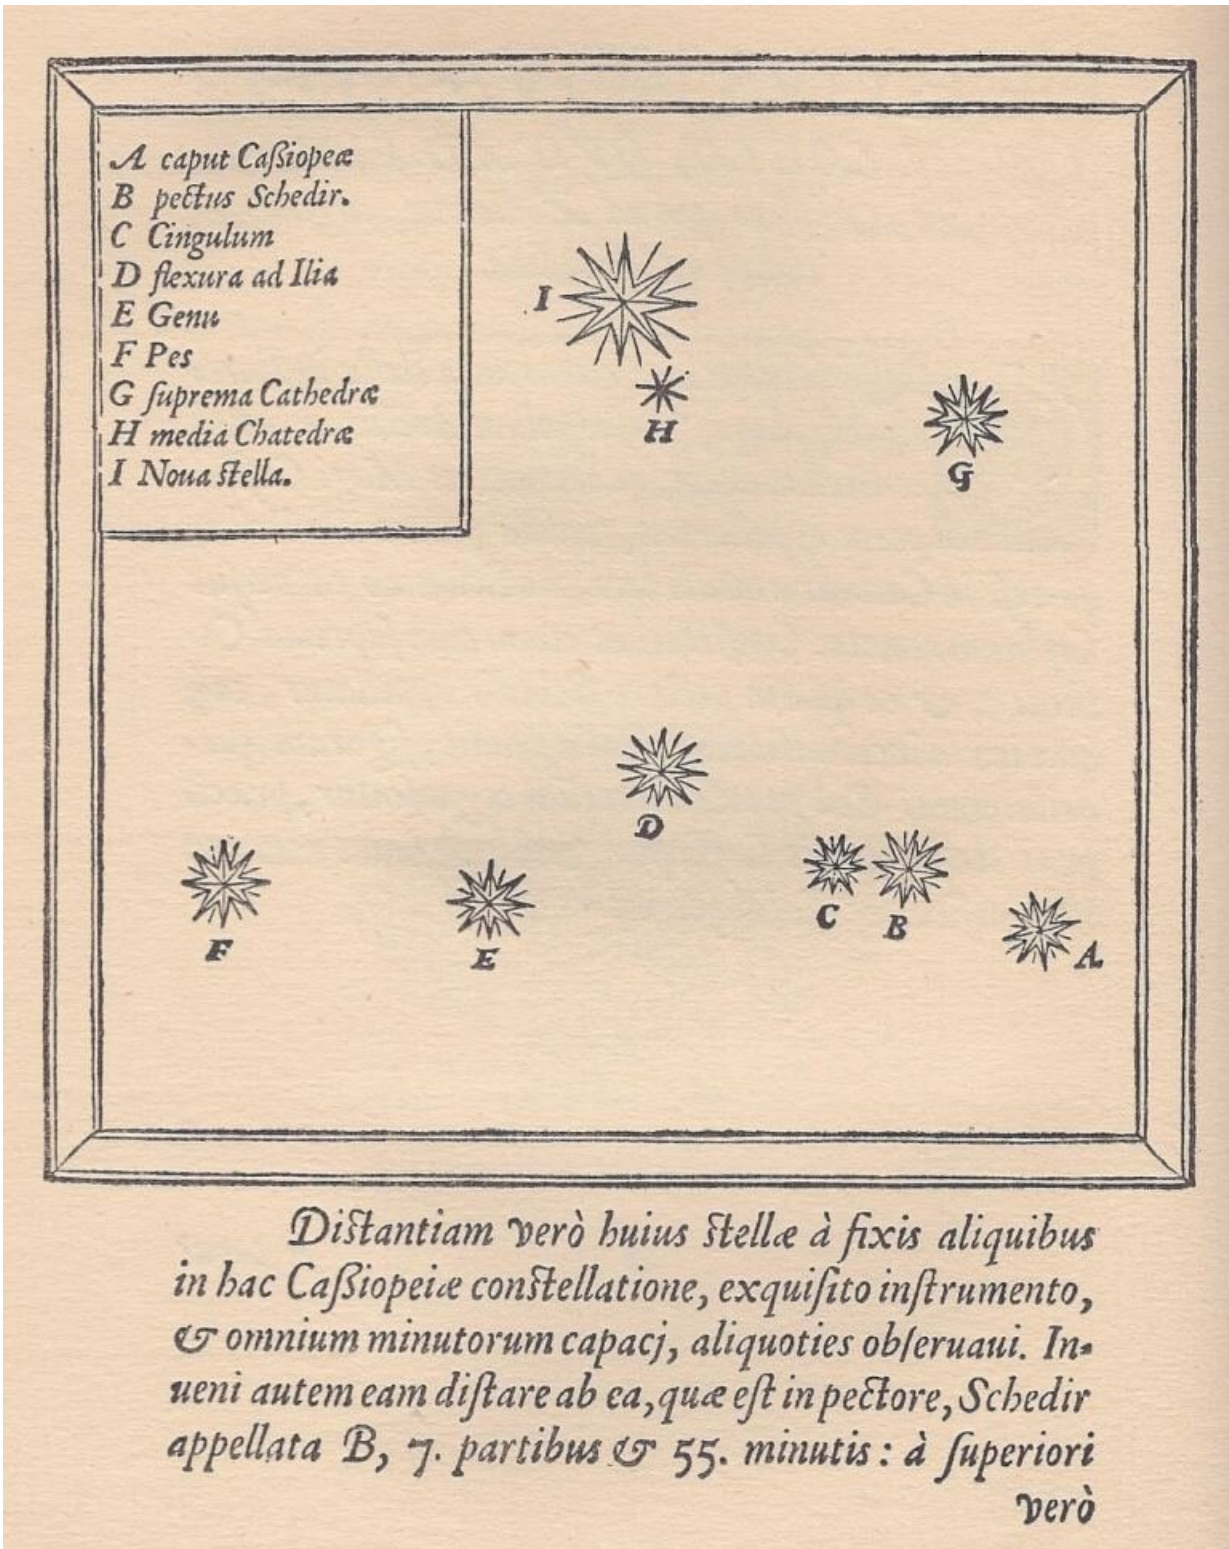 A caput Caſsiopeæ
B pectus Schedir.
C Cingulum
D flexura ad Ilia
E Genu
F Pes
G ſuprema Cathedræ
H media Chatedræ
I Noua stella.
I
H
G
D
F
E
C
B
A
Distantiam verò huius stellæ à fixis aliquibus
in hac Caſsiopeiæ constellatione, exquiſito inſtrumento,
& omnium minutorum capacj, aliquoties obſeruaui. In-
ueni autem eam diſtare ab ea, quæ eſt in pectore, Schedir
appellata B, 7. partibus & 55. minutis: à ſuperiori
verò